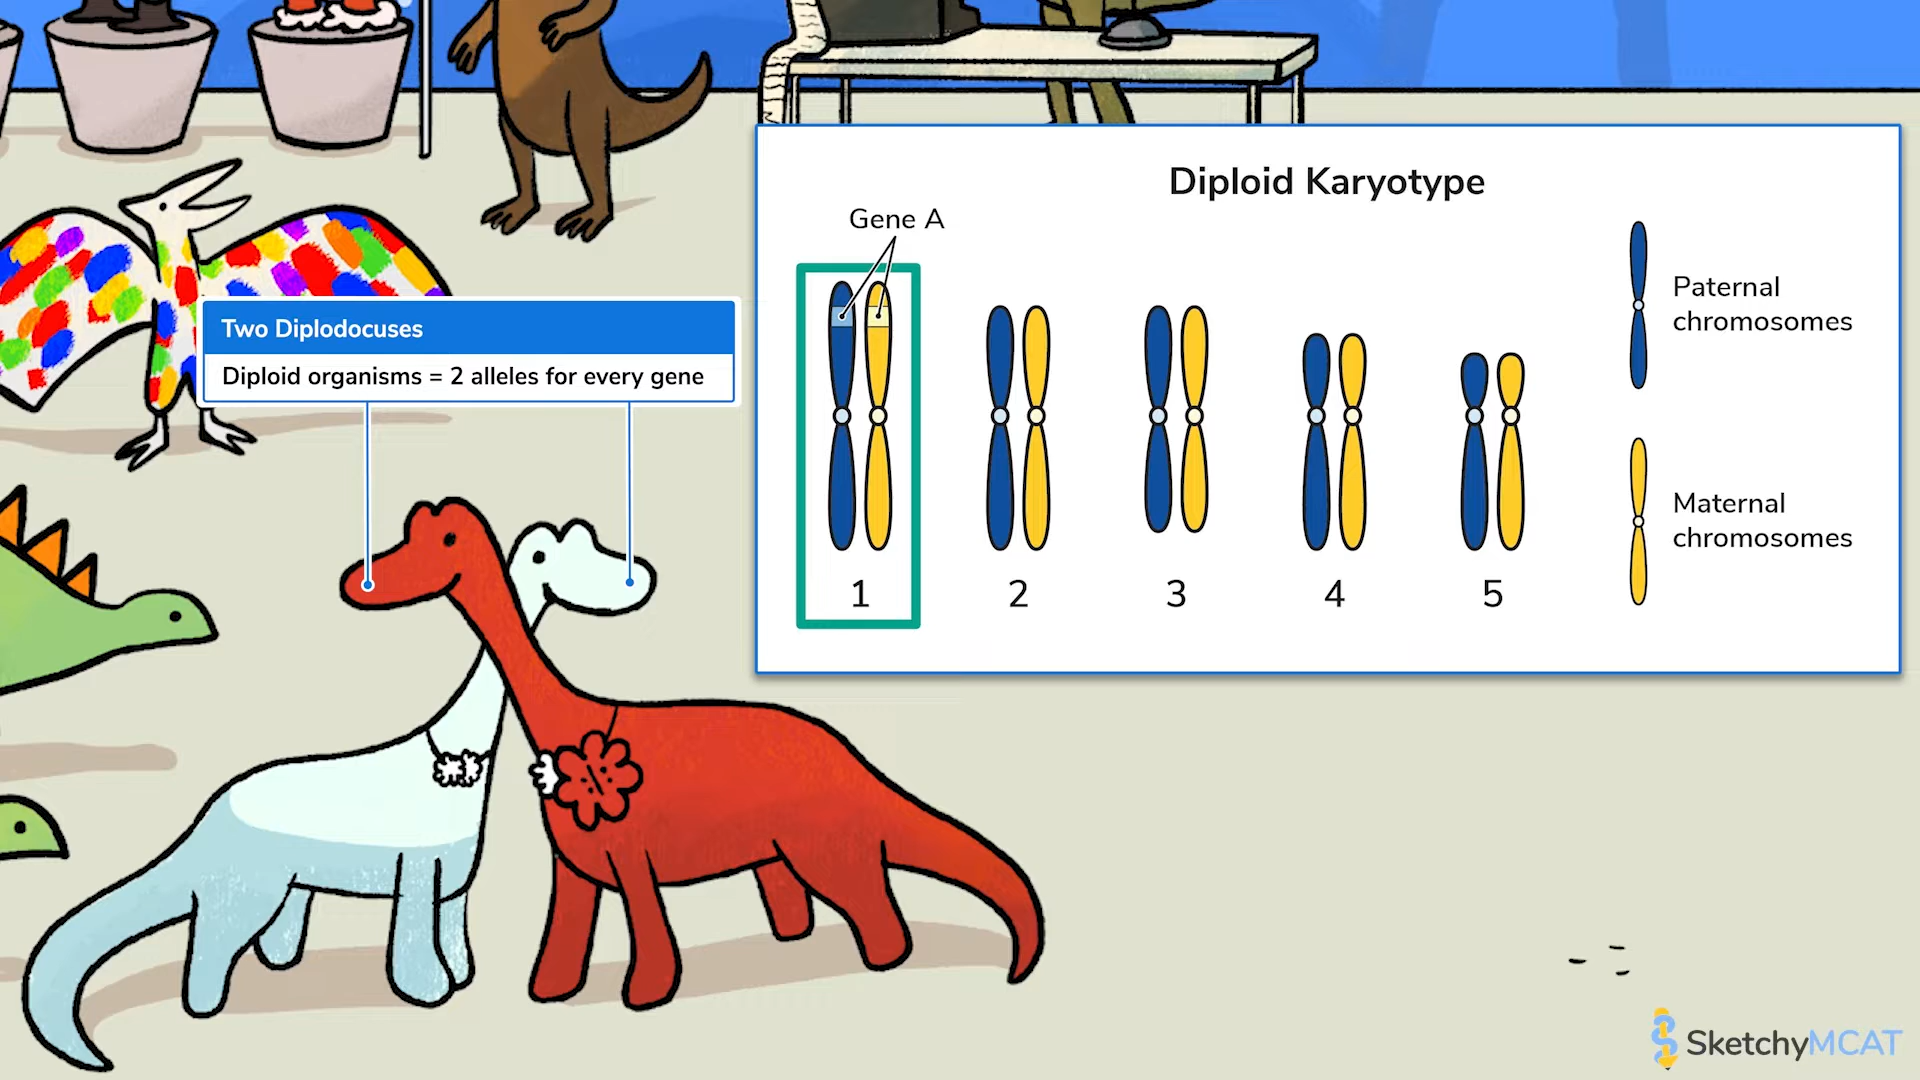 Diploid Karyotype
Gene A
Paternal
chromosomes
Two Diplodocuses
Diploid organisms = 2 alleles for every gene
Maternal
chromosomes
1
2
3
4
5
SketchyMCAT